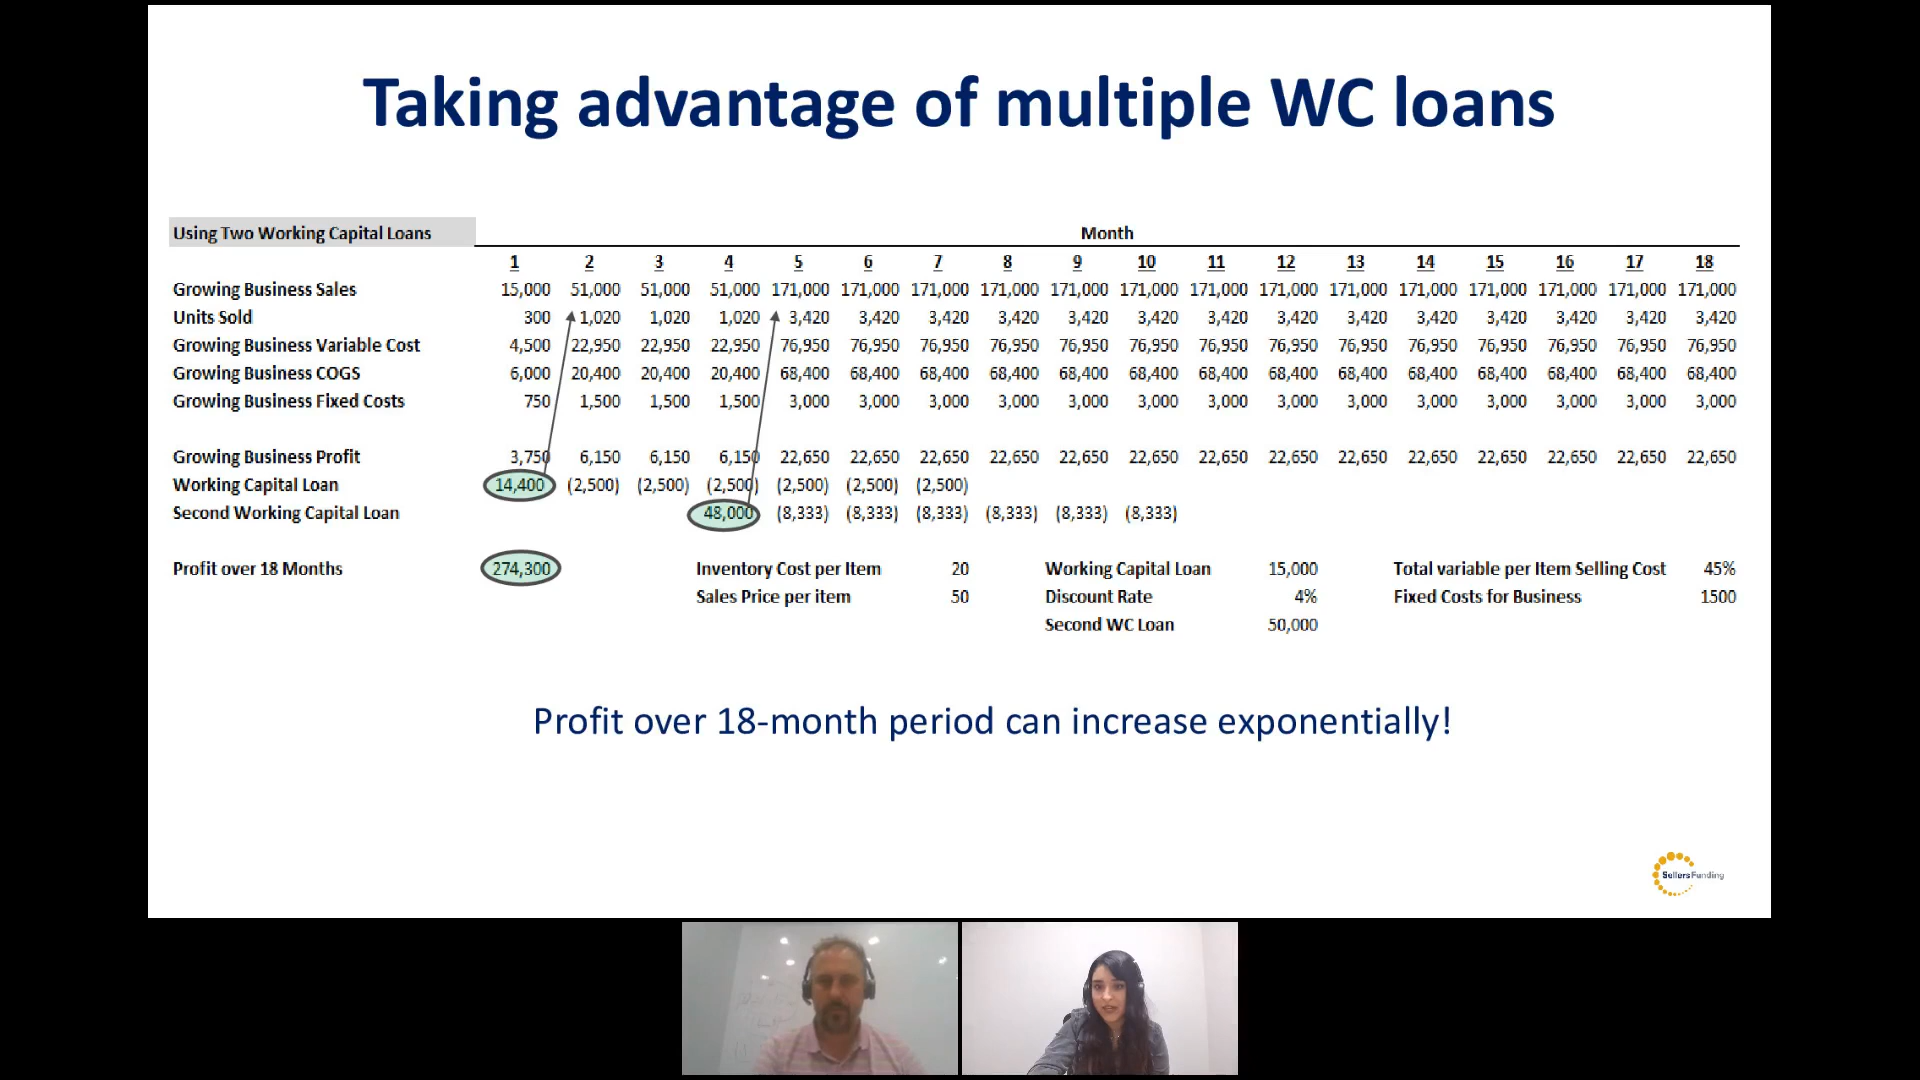 Taking advantage of multiple WC loans
Using Two Working Capital Loans Month
1 2 3 4 5 6 7 8 9 10 11 12 13 14 15 16 17 18
Growing Business Sales 15,000 51,000 51,000 51,000 171,000 171,000 171,000 171,000 171,000 171,000 171,000 171,000 171,000 171,000 171,000 171,000 171,000 171,000
Units Sold 300 1,020 1,020 1,020 3,420 3,420 3,420 3,420 3,420 3,420 3,420 3,420 3,420 3,420 3,420 3,420 3,420 3,420
Growing Business Variable Cost 4,500 22,950 22,950 22,950 76,950 76,950 76,950 76,950 76,950 76,950 76,950 76,950 76,950 76,950 76,950 76,950 76,950 76,950
Growing Business COGS 6,000 20,400 20,400 20,400 68,400 68,400 68,400 68,400 68,400 68,400 68,400 68,400 68,400 68,400 68,400 68,400 68,400 68,400
Growing Business Fixed Costs 750 1,500 1,500 1,500 3,000 3,000 3,000 3,000 3,000 3,000 3,000 3,000 3,000 3,000 3,000 3,000 3,000 3,000
Growing Business Profit 3,750 6,150 6,150 6,150 22,650 22,650 22,650 22,650 22,650 22,650 22,650 22,650 22,650 22,650 22,650 22,650 22,650 22,650
Working Capital Loan 14,400 (2,500) (2,500) (2,500) (2,500) (2,500) (2,500)
Second Working Capital Loan 48,000 (8,333) (8,333) (8,333) (8,333) (8,333) (8,333)
Profit over 18 Months 274,300 Inventory Cost per Item 20 Working Capital Loan 15,000 Total variable per Item Selling Cost 45%
Sales Price per item 50 Discount Rate 4% Fixed Costs for Business 1500
Second WC Loan 50,000
Profit over 18-month period can increase exponentially!
SellersFunding